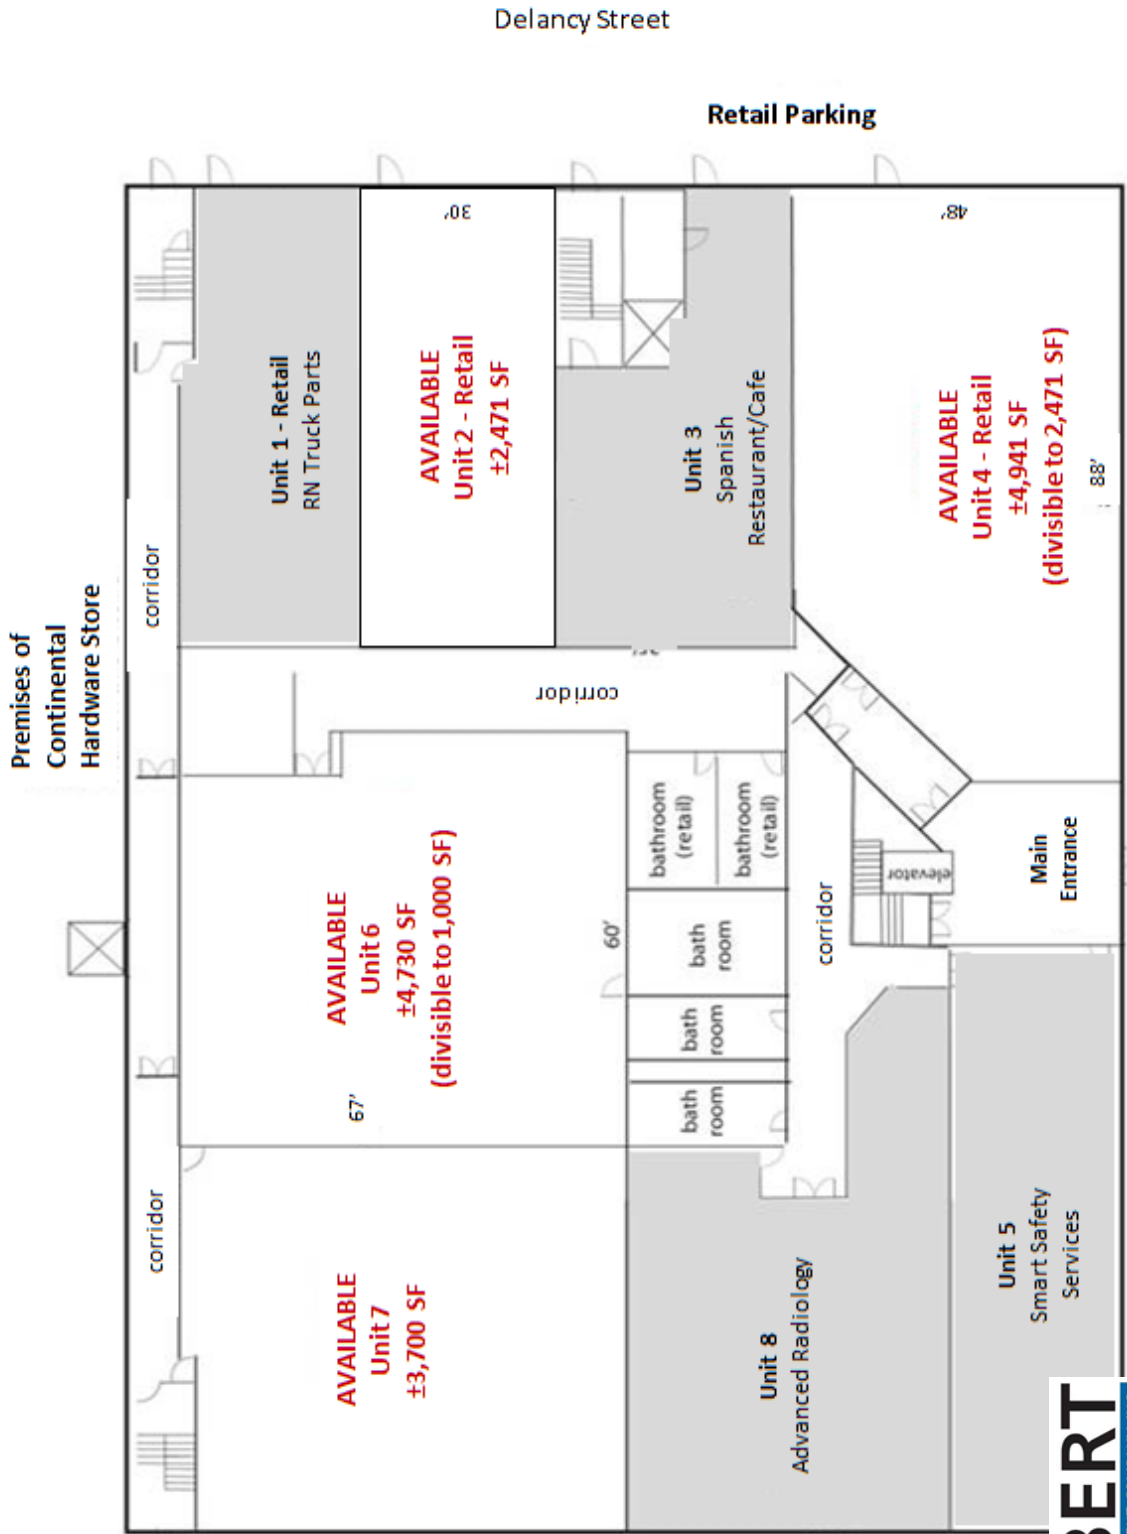 Delancy Street
Retail Parking
Premises of
Continental
Hardware Store
corridor
Unit 1 - Retail
RN Truck Parts
30'
AVAILABLE
Unit 2 - Retail
±2,471 SF
Unit 3
Spanish
Restaurant/Cafe
48'
AVAILABLE
Unit 4 - Retail
±4,941 SF
(divisible to 2,471 SF)
88'
corridor
AVAILABLE
Unit 6
±4,730 SF
(divisible to 1,000 SF)
67'
60'
bathroom
(retail)
bathroom
(retail)
bath
room
bath
room
bath
room
corridor
elevator
Main
Entrance
corridor
AVAILABLE
Unit 7
±3,700 SF
Unit 8
Advanced Radiology
Unit 5
Smart Safety
Services
BERT